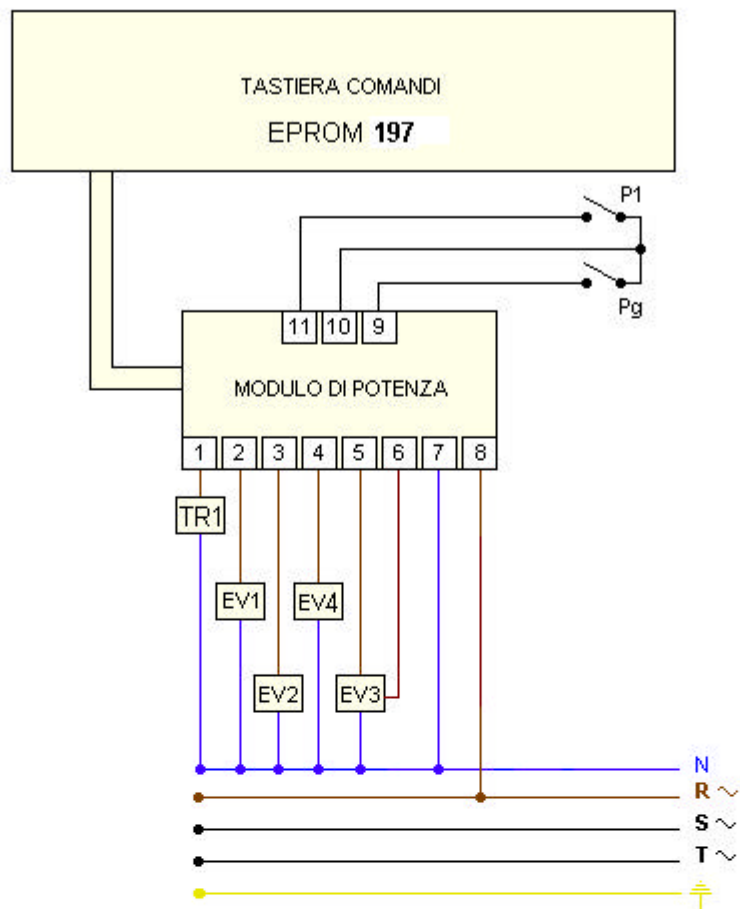 TASTIERA COMANDI
EPROM 197
P1
Pg
11 10 9
MODULO DI POTENZA
1 2 3 4 5 6 7 8
TR1
EV1 EV4
EV2 EV3
N
R ~
S ~
T ~